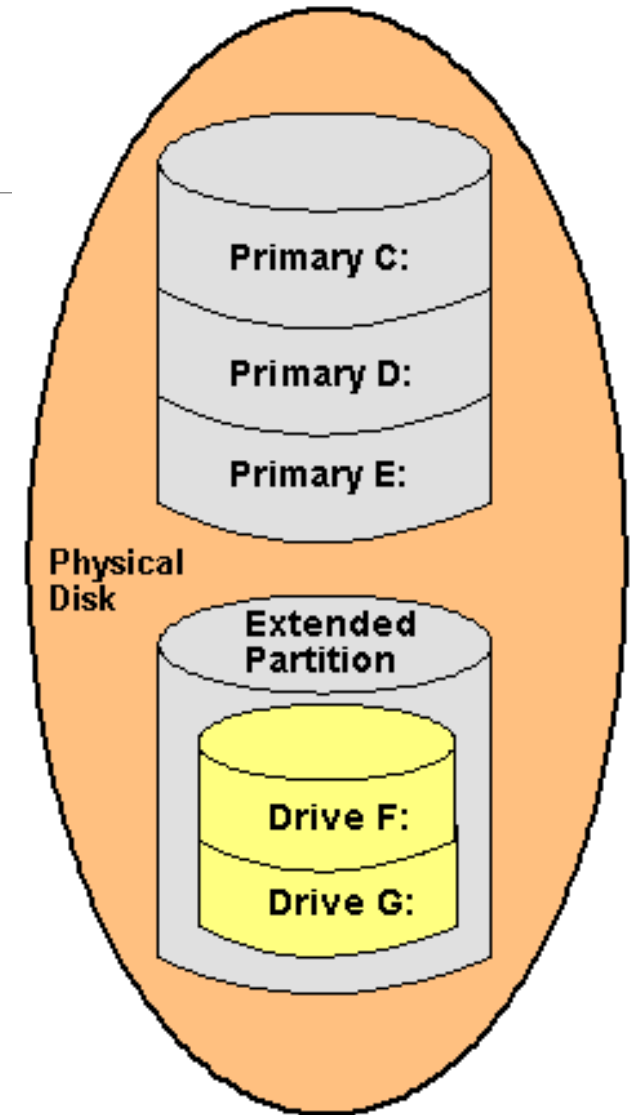 Primary C:
Primary D:
Primary E:
Physical
Disk
Extended
Partition
Drive F:
Drive G: